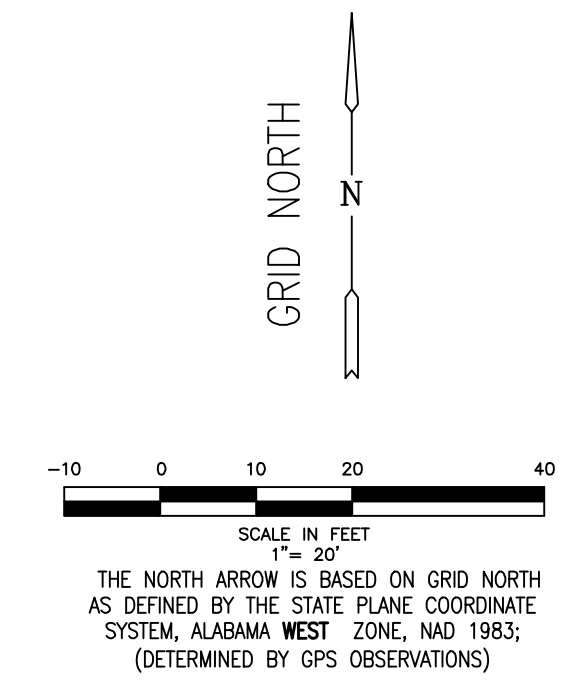 GRID NORTH
N
-10 0 10 20 40
SCALE IN FEET
1"= 20'
THE NORTH ARROW IS BASED ON GRID NORTH
AS DEFINED BY THE STATE PLANE COORDINATE
SYSTEM, ALABAMA WEST ZONE, NAD 1983;
(DETERMINED BY GPS OBSERVATIONS)